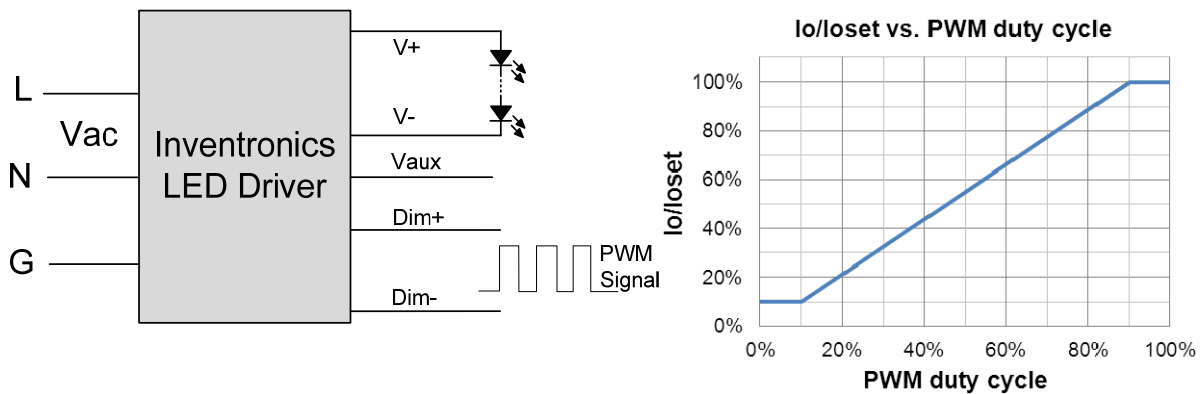 L
Vac
N
G
Inventronics
LED Driver
V+
V-
Vaux
Dim+
PWM
Signal
Dim-
Io/Ioset vs. PWM duty cycle
Io/Ioset
100%
80%
60%
40%
20%
0%
0% 20% 40% 60% 80% 100%
PWM duty cycle